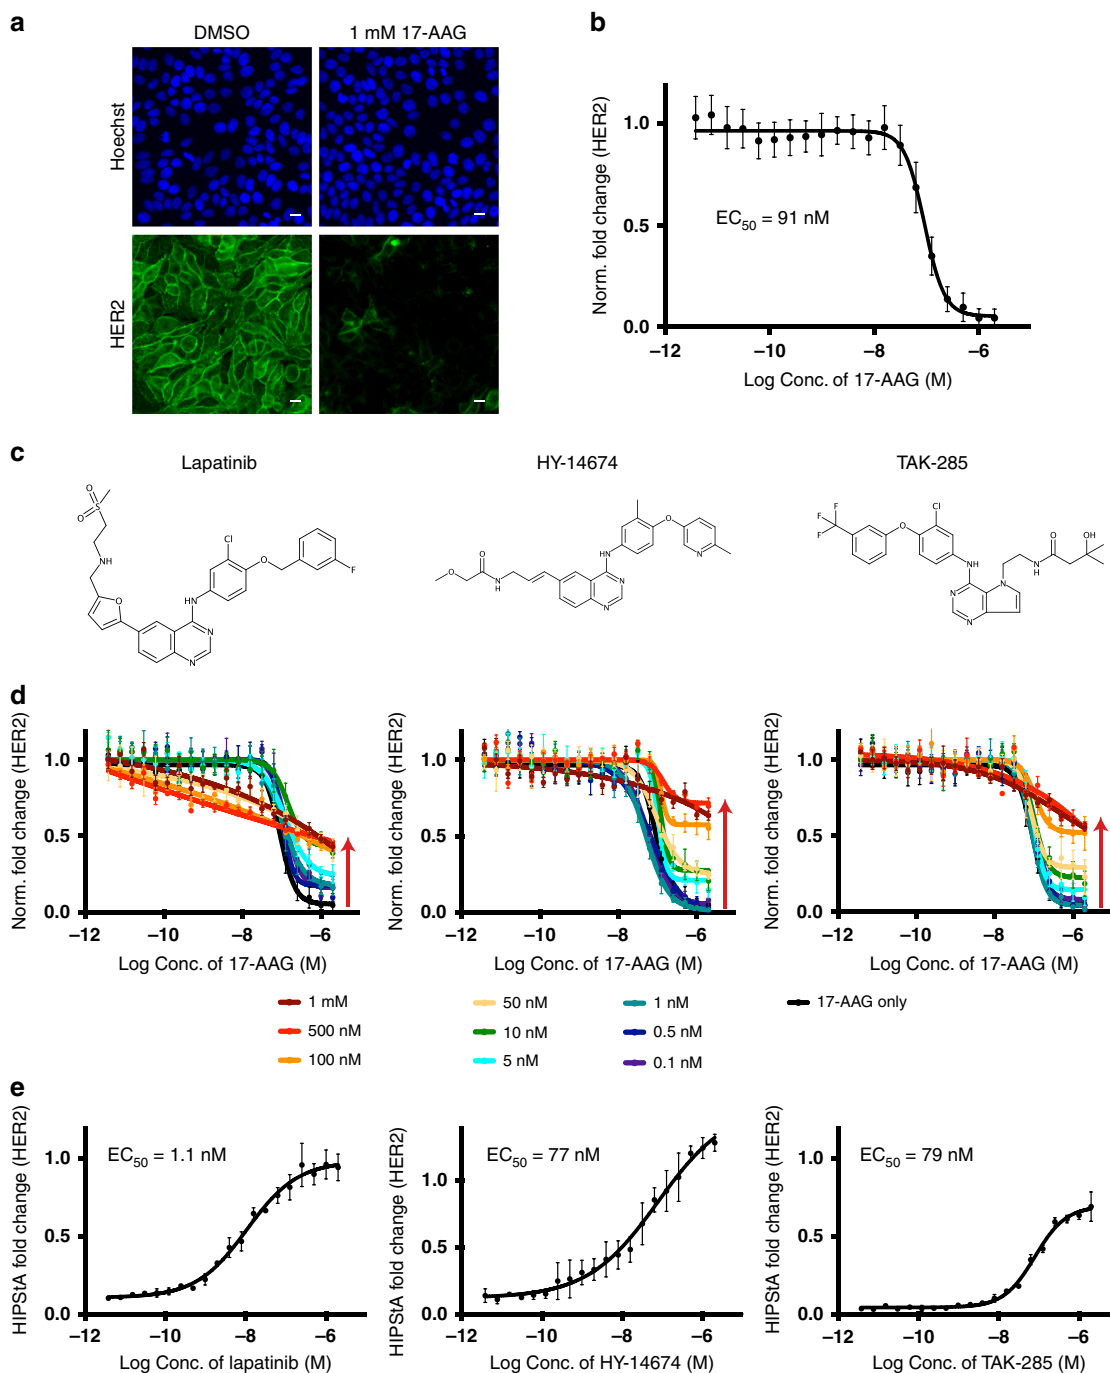 a
DMSO
1 mM 17-AAG
Hoechst
HER2
b
Norm. fold change (HER2)
1.0
0.5
0.0
EC50 = 91 nM
−12
−10
−8
−6
Log Conc. of 17-AAG (M)
c
Lapatinib
HY-14674
TAK-285
O
S
O
NH
O
Cl
O
F
HN
N
N
O
O
N
H
HN
O
N
N
N
F
F
F
O
Cl
HN
N
N
N
N
H
O
OH
d
Norm. fold change (HER2)
1.0
0.5
0.0
−12
−10
−8
−6
Log Conc. of 17-AAG (M)
Norm. fold change (HER2)
1.0
0.5
0.0
−12
−10
−8
−6
Log Conc. of 17-AAG (M)
Norm. fold change (HER2)
1.0
0.5
0.0
−12
−10
−8
−6
Log Conc. of 17-AAG (M)
1 mM
500 nM
100 nM
50 nM
10 nM
5 nM
1 nM
0.5 nM
0.1 nM
17-AAG only
e
HIPStA fold change (HER2)
1.0
0.5
0.0
EC50 = 1.1 nM
−12
−10
−8
−6
Log Conc. of lapatinib (M)
HIPStA fold change (HER2)
1.0
0.5
0.0
EC50 = 77 nM
−12
−10
−8
−6
Log Conc. of HY-14674 (M)
HIPStA fold change (HER2)
1.0
0.5
0.0
EC50 = 79 nM
−12
−10
−8
−6
Log Conc. of TAK-285 (M)